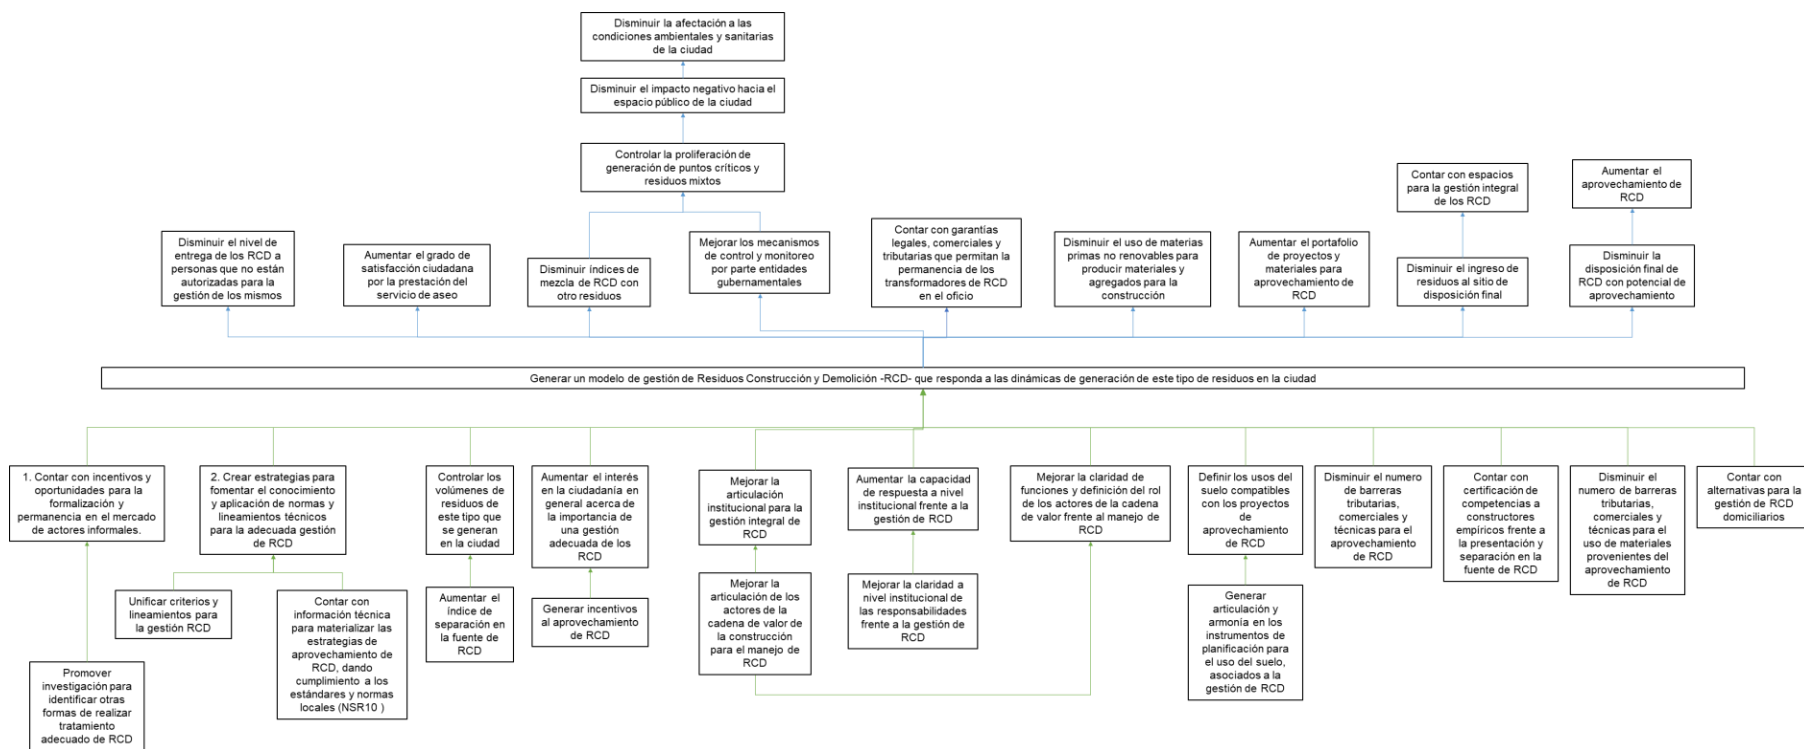 Disminuir la afectación a las
condiciones ambientales y sanitarias
de la ciudad
Disminuir el impacto negativo hacia el
espacio público de la ciudad
Controlar la proliferación de
generación de puntos críticos y
residuos mixtos
Contar con espacios
para la gestión integral
de los RCD
Aumentar el
aprovechamiento de
RCD
Disminuir el nivel de
entrega de los RCD a
personas que no están
autorizadas para la
gestión de los mismos
Aumentar el grado de
satisfacción ciudadana
por la prestación del
servicio de aseo
Disminuir índices de
mezcla de RCD con
otro residuos
Mejorar los mecanismos
de control y monitoreo
por parte entidades
gubernamentales
Contar con garantías
legales, comerciales y
tributarias que permitan la
permanencia de los
transformadores de RCD
en el oficio
Disminuir el uso de materias
primas no renovables para
producir materiales y
agregados para la
construcción
Aumentar el portafolio
de proyectos y
materiales para
aprovechamiento de
RCD
Disminuir el ingreso de
residuos al sitio de
disposición final
Disminuir la
disposición final de
RCD con potencial de
aprovechamiento
Generar un modelo de gestión de Residuos Construcción y Demolición -RCD- que responda a las dinámicas de generación de este tipo de residuos en la ciudad
1. Contar con incentivos y
oportunidades para la
formalización y
permanencia en el mercado
de actores informales.
2. Crear estrategias para
fomentar el conocimiento
y aplicación de normas y
lineamientos técnicos
para la adecuada gestión
de RCD
Controlar los
volúmenes de
residuos de
este tipo que
se generan
en la ciudad
Aumentar el interés
en la ciudadanía en
general acerca de la
importancia de una
gestión adecuada
de los RCD
Mejorar la
articulación
institucional para la
gestión integral de
RCD
Aumentar la capacidad
de respuesta a nivel
institucional frente a la
gestión de RCD
Mejorar la claridad de
funciones y definición del rol
de los actores de la cadena
de valor frente al manejo de
RCD
Definir los usos del
suelo compatibles
con los proyectos
de
aprovechamiento
de RCD
Disminuir el numero
de barreras
tributarias,
comerciales y
técnicas para el
aprovechamiento
de RCD
Contar con
certificación de
competencias a
constructores
empíricos frente a
la presentación y
separación en la
fuente de RCD
Disminuir el
numero de barreras
tributarias,
comerciales y
técnicas para el
uso de materiales
provenientes del
aprovechamiento
de RCD
Contar con
alternativas para la
gestión de RCD
domiciliarios
Unificar criterios y
lineamientos para
la gestión RCD
Contar con
información técnica
para materializar las
estrategias de
aprovechamiento de
RCD, dando
cumplimiento a los
estándares y normas
locales (NSR10 )
Aumentar el
índice de
separación en
la fuente de
RCD
Generar incentivos
al aprovechamiento
de RCD
Mejorar la
articulación de los
actores de la
cadena de valor de
la construcción
para el manejo de
RCD
Mejorar la claridad a
nivel institucional de
las responsabilidades
frente a la gestión de
RCD
Generar
articulación y
armonía en los
instrumentos de
planificación para
el uso del suelo,
asociados a la
gestión de RCD
Promover
investigación para
identificar otras
formas de realizar
tratamiento
adecuado de RCD